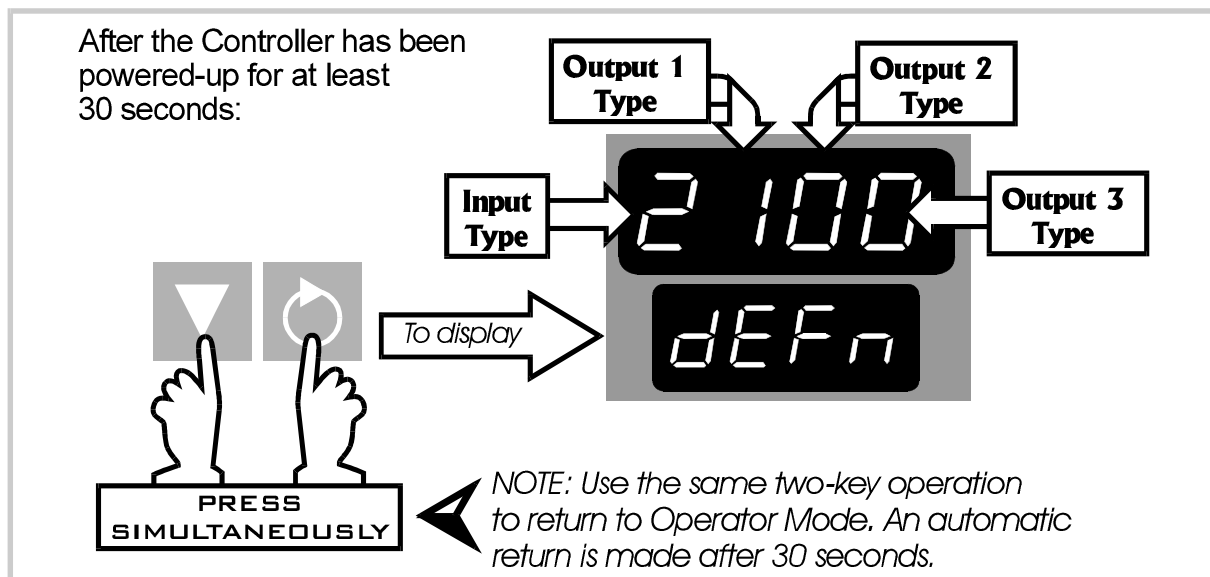 After the Controller has been
powered-up for at least
30 seconds:
Output 1
Type
Output 2
Type
Input
Type
2100
Output 3
Type
To display
dEFn
PRESS
SIMULTANEOUSLY
NOTE: Use the same two-key operation
to return to Operator Mode. An automatic
return is made after 30 seconds.